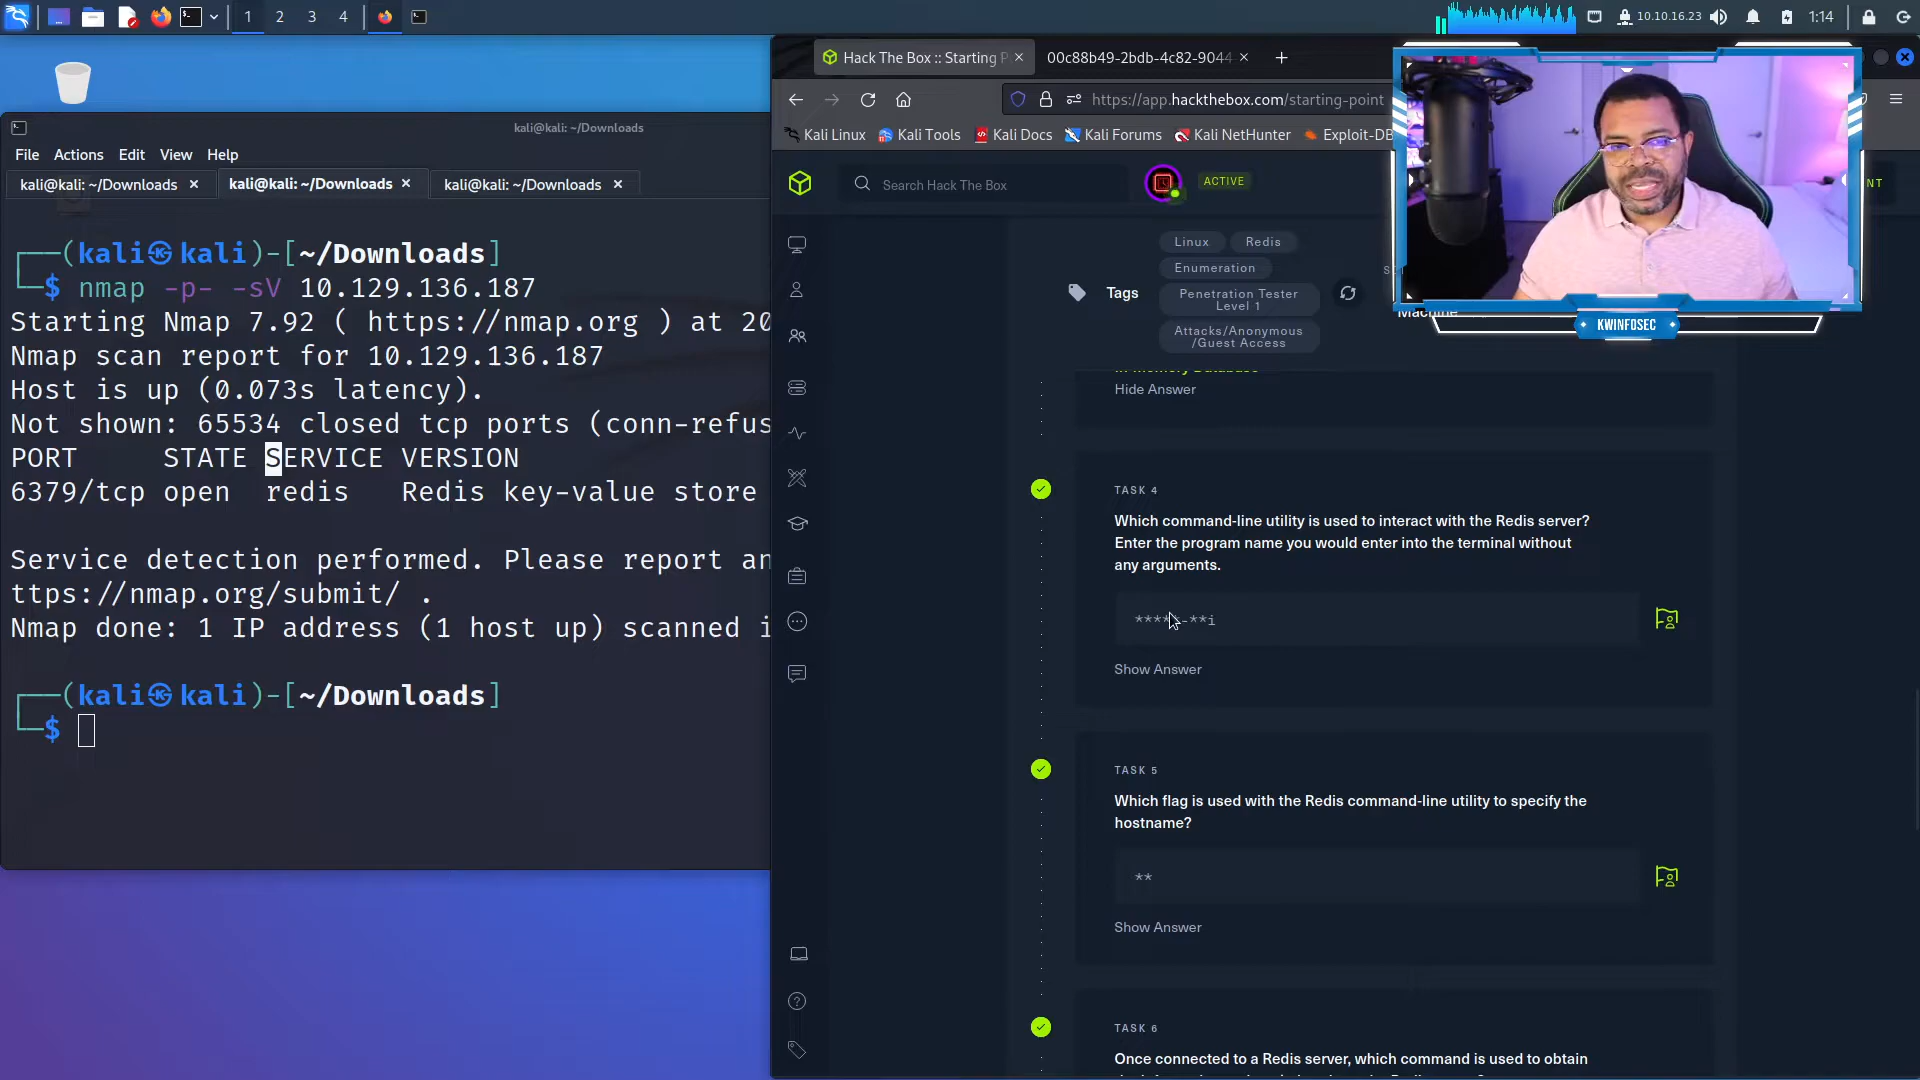 1 2 3 4
10.10.16.23
1:14
kali@kali: ~/Downloads
File Actions Edit View Help
kali@kali: ~/Downloads × kali@kali: ~/Downloads × kali@kali: ~/Downloads ×
┌──(kali㉿kali)-[~/Downloads]
└─$ nmap -p- -sV 10.129.136.187
Starting Nmap 7.92 ( https://nmap.org ) at 20
Nmap scan report for 10.129.136.187
Host is up (0.073s latency).
Not shown: 65534 closed tcp ports (conn-refus
PORT STATE SERVICE VERSION
6379/tcp open redis Redis key-value store
Service detection performed. Please report an
ttps://nmap.org/submit/ .
Nmap done: 1 IP address (1 host up) scanned i
┌──(kali㉿kali)-[~/Downloads]
└─$
Hack The Box :: Starting P × 00c88b49-2bdb-4c82-9044 × +
https://app.hackthebox.com/starting-point
Kali Linux Kali Tools Kali Docs Kali Forums Kali NetHunter Exploit-DB
Search Hack The Box
ACTIVE
NT
Linux Redis
Enumeration
Tags
Penetration Tester
Level 1
Attacks/Anonymous
/Guest Access
Machine
KWINFOSEC
In-memory Database
Hide Answer
TASK 4
Which command-line utility is used to interact with the Redis server?
Enter the program name you would enter into the terminal without
any arguments.
*****-**i
Show Answer
TASK 5
Which flag is used with the Redis command-line utility to specify the
hostname?
**
Show Answer
TASK 6
Once connected to a Redis server, which command is used to obtain